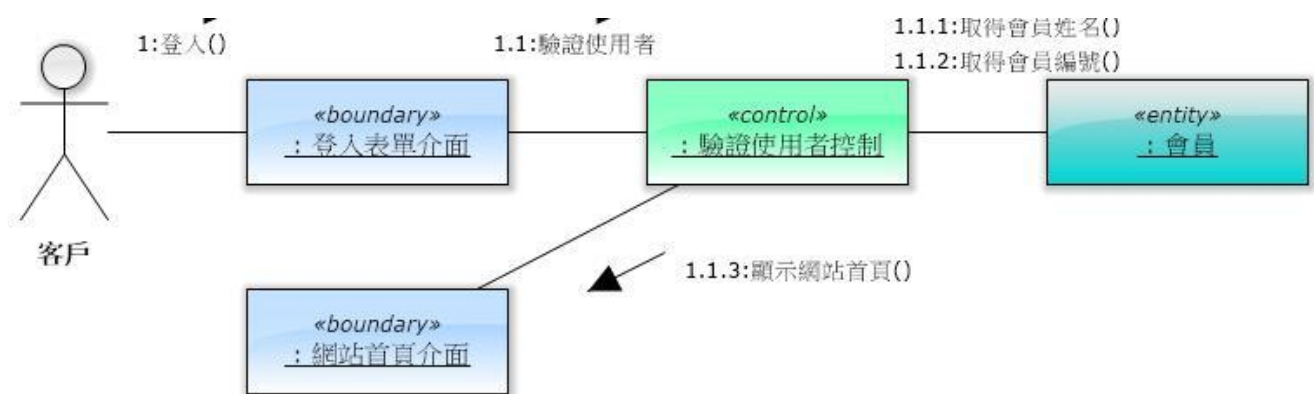 1:登入()
1.1:驗證使用者
1.1.1:取得會員姓名()
1.1.2:取得會員編號()
«boundary»
: 登入表單介面
«control»
: 驗證使用者控制
«entity»
: 會員
客戶
1.1.3:顯示網站首頁()
«boundary»
: 網站首頁介面